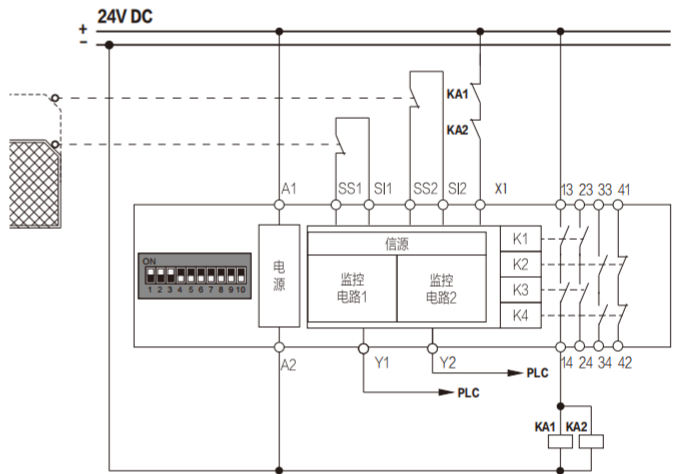 24V DC
+
−
KA1
KA2
A1
SS1
SI1
SS2
SI2
X1
13
23
33
41
ON
1 2 3 4 5 6 7 8 9 10
电
源
信源
监控
电路1
监控
电路2
K1
K2
K3
K4
A2
Y1
Y2
14
24
34
42
PLC
PLC
KA1
KA2